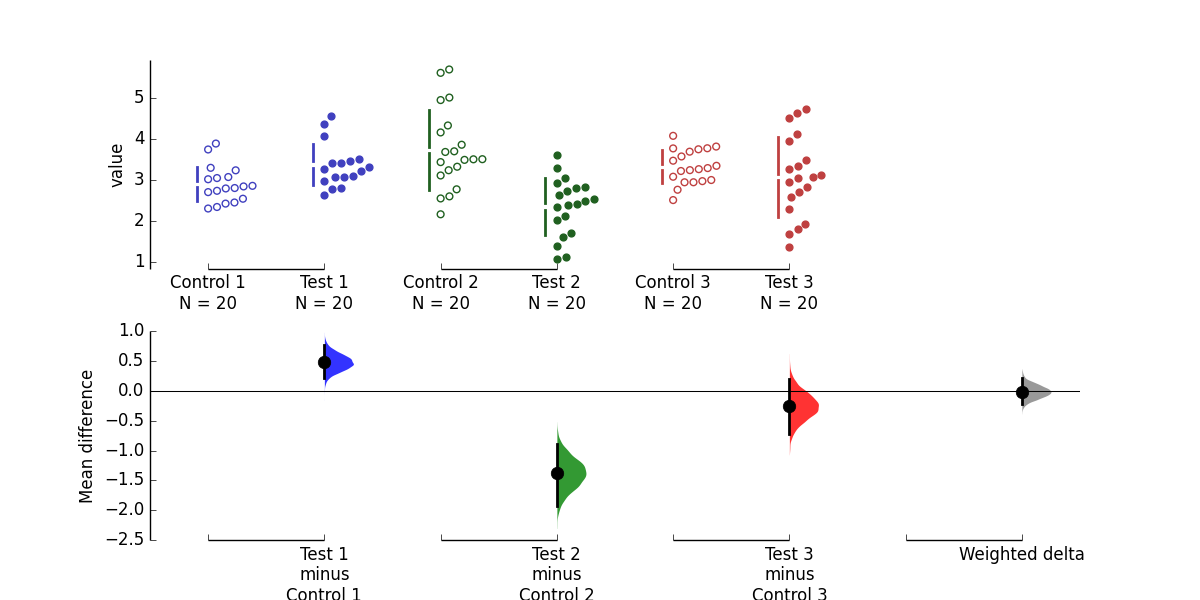 value
5
4
3
2
1
Control 1 Test 1 Control 2 Test 2 Control 3 Test 3
N = 20 N = 20 N = 20 N = 20 N = 20 N = 20
Mean difference
1.0
0.5
0.0
−0.5
−1.0
−1.5
−2.0
−2.5
Test 1 Test 2 Test 3 Weighted delta
minus minus minus
Control 1 Control 2 Control 3